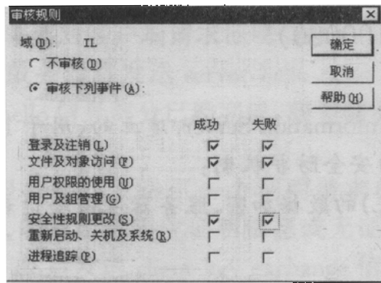 审核规则
域(D): IL
不审核(D)
审核下列事件(A):
确定
取消
帮助(H)
成功 失败
登录及注销(L)
文件及对象访问(F)
用户权限的使用(U)
用户及组管理(G)
安全性规则更改(S)
重新启动、关机及系统(R)
进程追踪(P)